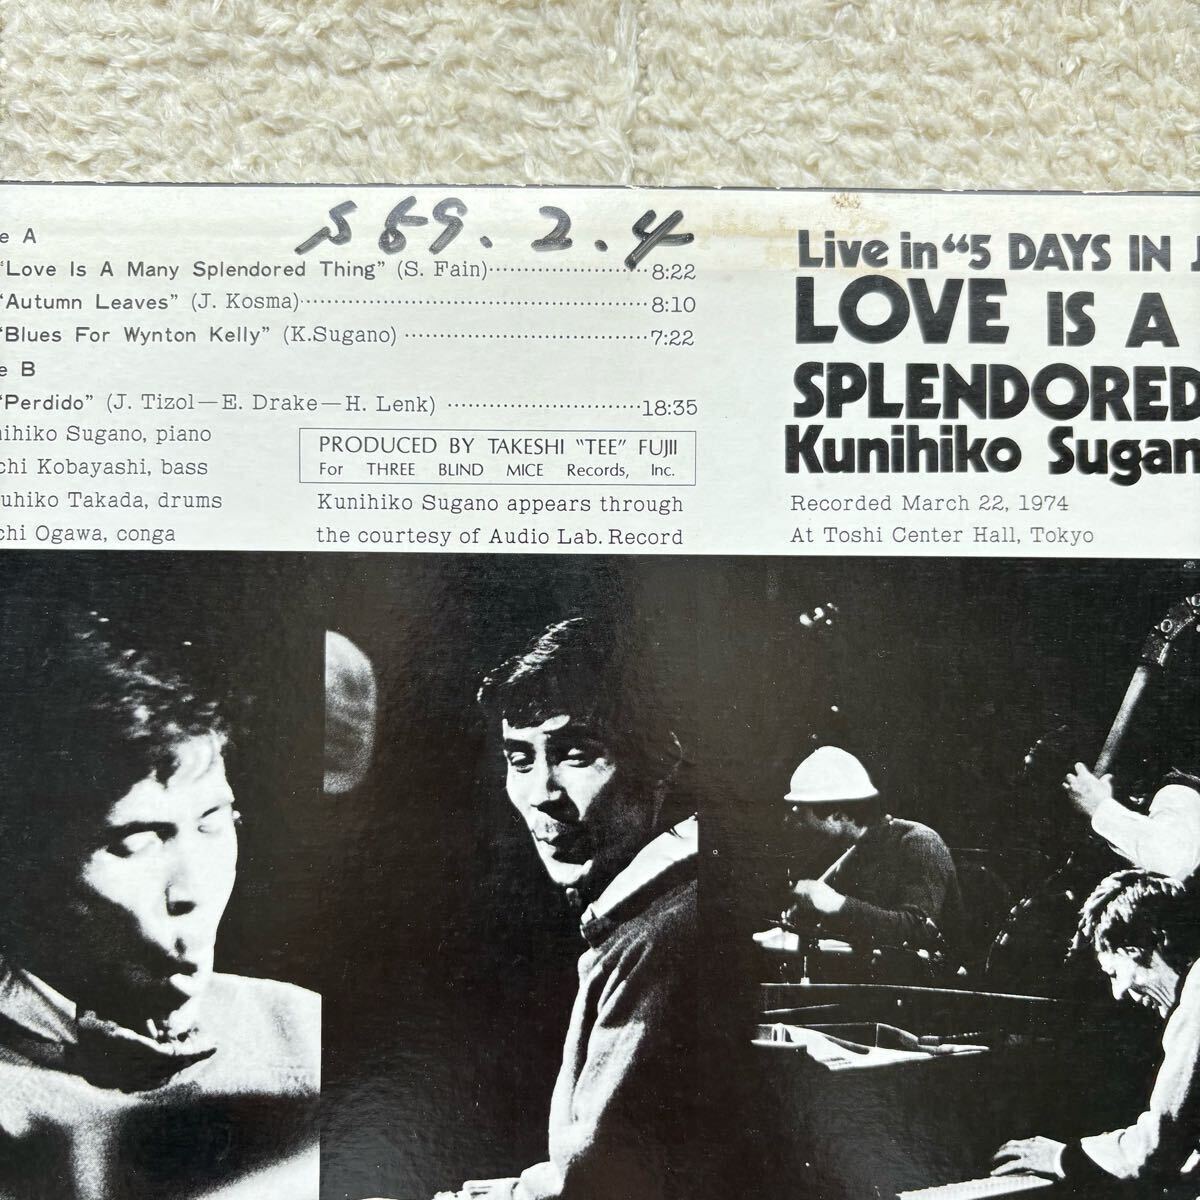 S59.2.4
e A
"Love Is A Many Splendored Thing" (S. Fain) 8:22
"Autumn Leaves" (J. Kosma) 8:10
"Blues For Wynton Kelly" (K.Sugano) 7:22
e B
"Perdido" (J. Tizol—E. Drake—H. Lenk) 18:35
nihiko Sugano, piano
chi Kobayashi, bass
uhiko Takada, drums
chi Ogawa, conga
PRODUCED BY TAKESHI "TEE" FUJII
For THREE BLIND MICE Records, Inc.
Kunihiko Sugano appears through
the courtesy of Audio Lab. Record
Live in "5 DAYS IN J
LOVE IS A
SPLENDORED
Kunihiko Sugan
Recorded March 22, 1974
At Toshi Center Hall, Tokyo